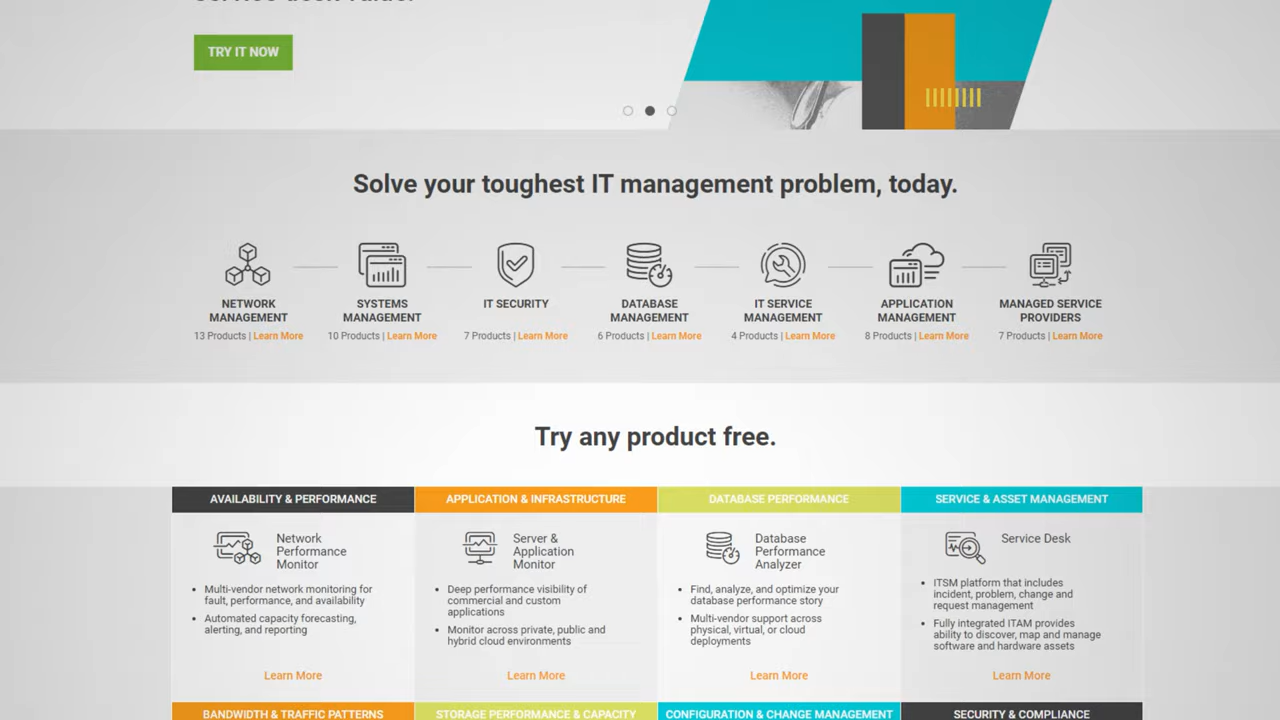 TRY IT NOW
Solve your toughest IT management problem, today.
NETWORK
MANAGEMENT
13 Products | Learn More
SYSTEMS
MANAGEMENT
10 Products | Learn More
IT SECURITY
7 Products | Learn More
DATABASE
MANAGEMENT
6 Products | Learn More
IT SERVICE
MANAGEMENT
4 Products | Learn More
APPLICATION
MANAGEMENT
8 Products | Learn More
MANAGED SERVICE
PROVIDERS
7 Products | Learn More
Try any product free.
AVAILABILITY & PERFORMANCE
Network
Performance
Monitor
• Multi-vendor network monitoring for
fault, performance, and availability
• Automated capacity forecasting,
alerting, and reporting
Learn More
APPLICATION & INFRASTRUCTURE
Server &
Application
Monitor
• Deep performance visibility of
commercial and custom
applications
• Monitor across private, public and
hybrid cloud environments
Learn More
DATABASE PERFORMANCE
Database
Performance
Analyzer
• Find, analyze, and optimize your
database performance story
• Multi-vendor support across
physical, virtual, or cloud
deployments
Learn More
SERVICE & ASSET MANAGEMENT
Service Desk
• ITSM platform that includes
incident, problem, change and
request management
• Fully integrated ITAM provides
ability to discover, map and manage
software and hardware assets
Learn More
BANDWIDTH & TRAFFIC PATTERNS
STORAGE PERFORMANCE & CAPACITY
CONFIGURATION & CHANGE MANAGEMENT
SECURITY & COMPLIANCE